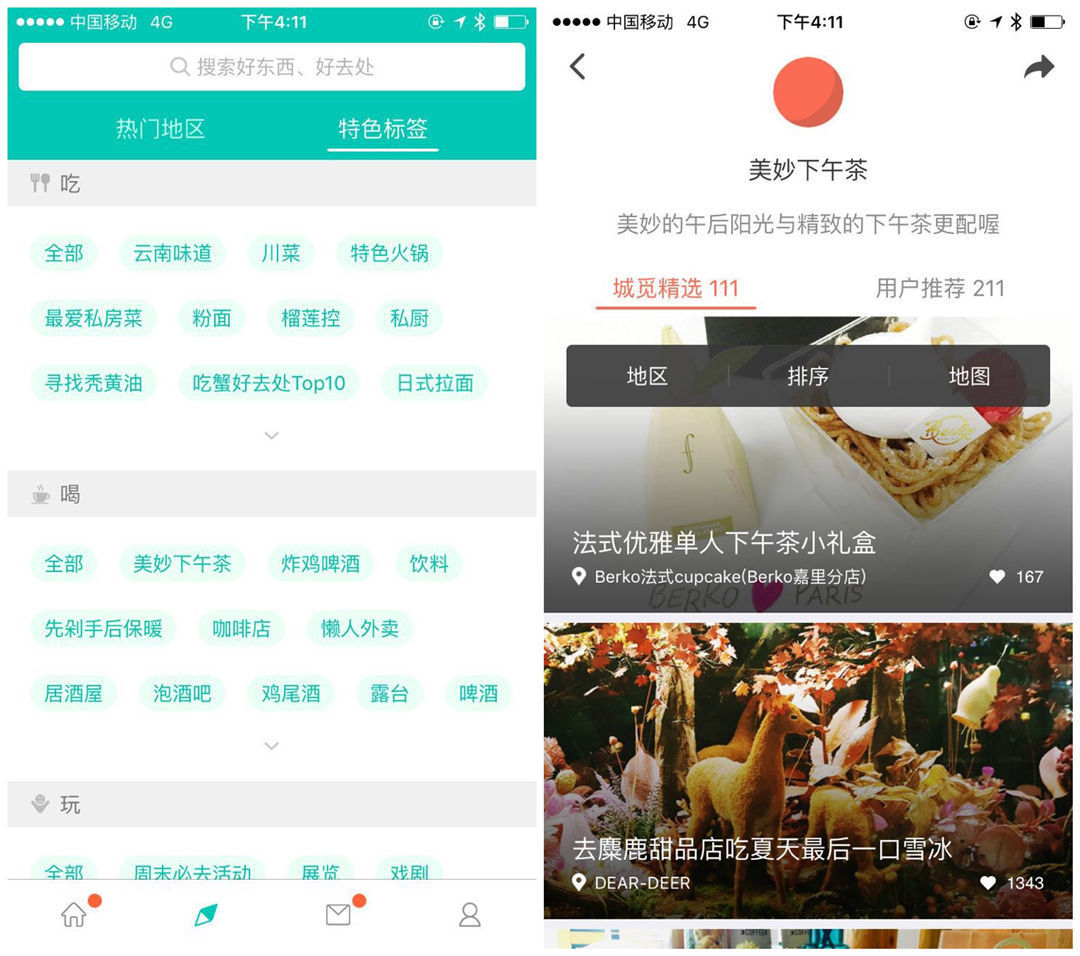 中国移动 4G 下午4:11
搜索好东西、好去处
热门地区 特色标签
吃
全部 云南味道 川菜 特色火锅
最爱私房菜 粉面 榴莲控 私厨
寻找秃黄油 吃蟹好去处Top10 日式拉面
喝
全部 美妙下午茶 炸鸡啤酒 饮料
先剁手后保暖 咖啡店 懒人外卖
居酒屋 泡酒吧 鸡尾酒 露台 啤酒
玩
全部 周末必去活动 展览 戏剧
中国移动 4G 下午4:11
美妙下午茶
美妙的午后阳光与精致的下午茶更配喔
城觅精选 111 用户推荐 211
地区 排序 地图
Berko
f
法式优雅单人下午茶小礼盒
Berko法式cupcake(Berko嘉里分店) 167
BERKO PARIS
去麋鹿甜品店吃夏天最后一口雪冰
DEAR-DEER 1343